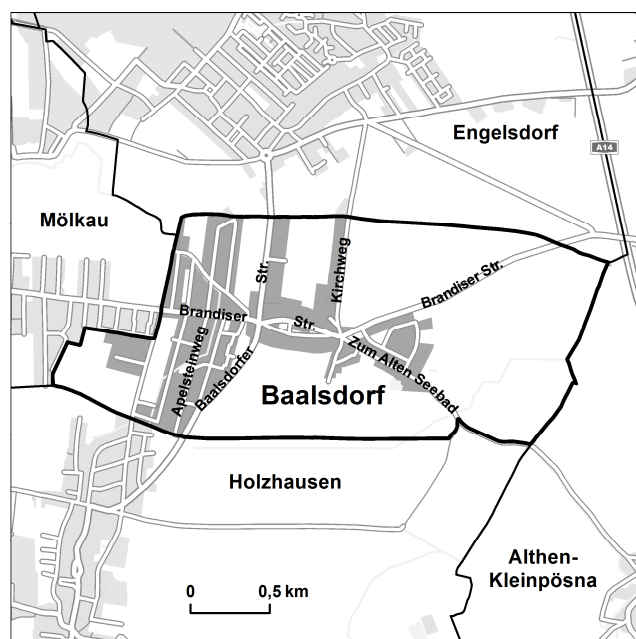 Engelsdorf
A14
Mölkau
Kirchweg
Str.
Brandiser Str.
Brandiser
Str.
Zum Alten Seebad
Apelsteinweg
Baalsdorfer
Baalsdorf
Holzhausen
Althen-
Kleinpösna
0 0,5 km